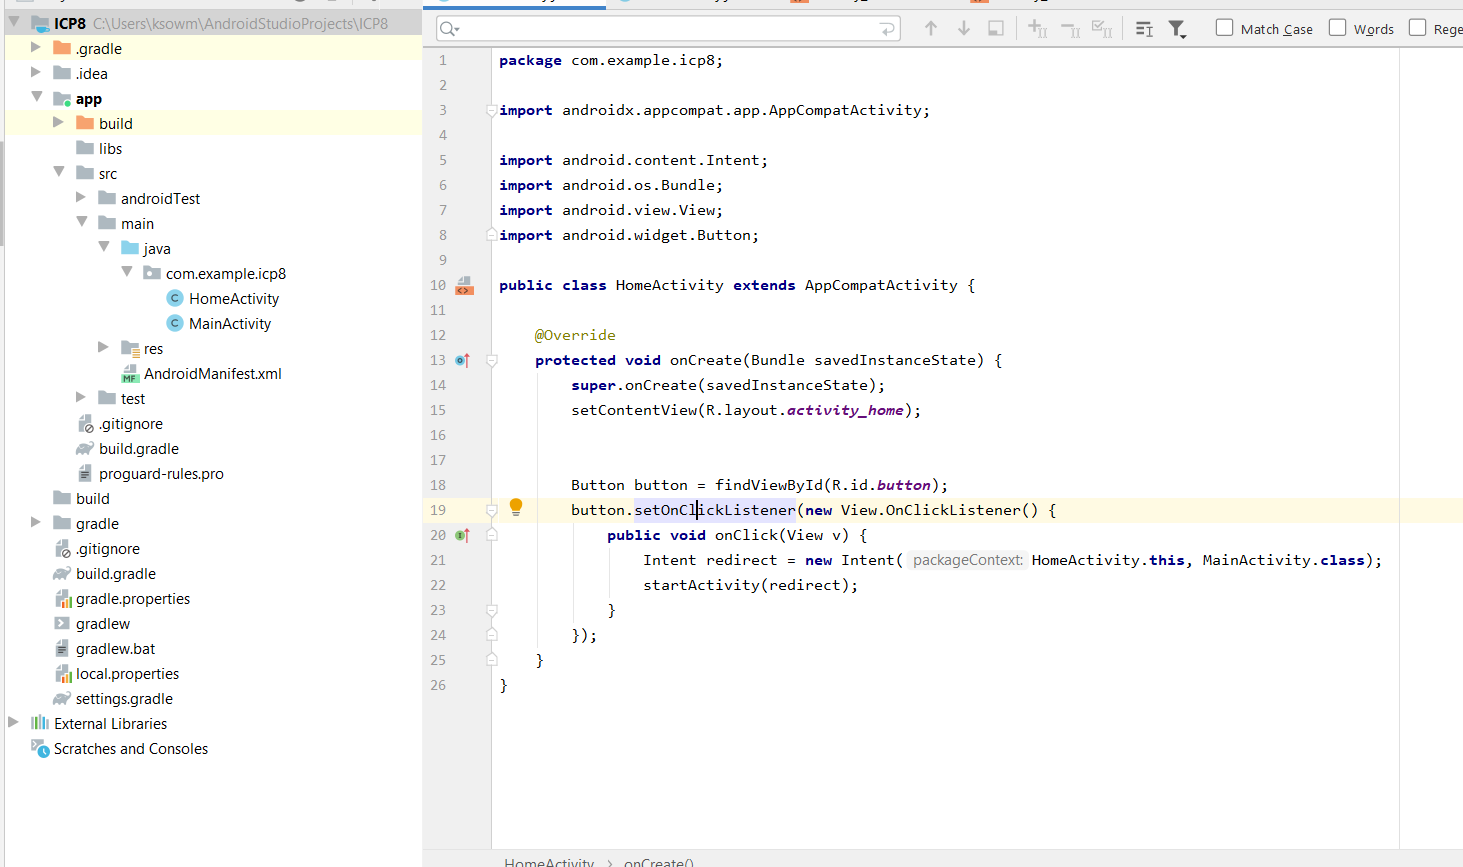 ICP8 C:\Users\ksowm\AndroidStudioProjects\ICP8
.gradle
.idea
app
build
libs
src
androidTest
main
java
com.example.icp8
C HomeActivity
C MainActivity
res
MF AndroidManifest.xml
test
.gitignore
build.gradle
proguard-rules.pro
build
gradle
.gitignore
build.gradle
gradle.properties
gradlew
gradlew.bat
local.properties
settings.gradle
External Libraries
Scratches and Consoles
Match Case Words Rege
1 package com.example.icp8;
2
3 import androidx.appcompat.app.AppCompatActivity;
4
5 import android.content.Intent;
6 import android.os.Bundle;
7 import android.view.View;
8 import android.widget.Button;
9
10 public class HomeActivity extends AppCompatActivity {
11
12 @Override
13 protected void onCreate(Bundle savedInstanceState) {
14 super.onCreate(savedInstanceState);
15 setContentView(R.layout.activity_home);
16
17
18 Button button = findViewById(R.id.button);
19 button.setOnClickListener(new View.OnClickListener() {
20 public void onClick(View v) {
21 Intent redirect = new Intent( packageContext: HomeActivity.this, MainActivity.class);
22 startActivity(redirect);
23 }
24 });
25 }
26 }
HomeActivity > onCreate()